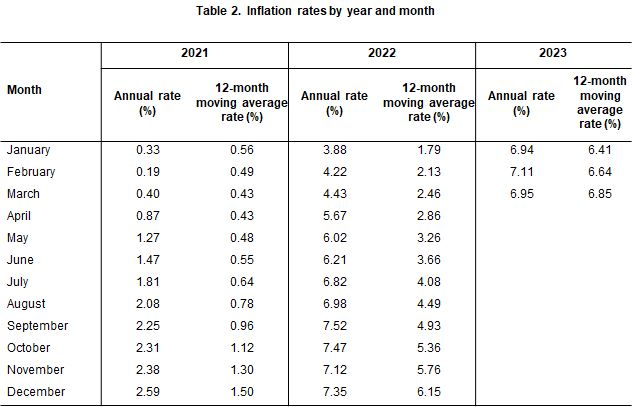 Table 2. Inflation rates by year and month
Month 2021 2022 2023
Annual rate (%) 12-month moving average rate (%) Annual rate (%) 12-month moving average rate (%) Annual rate (%) 12-month moving average rate (%)
January 0.33 0.56 3.88 1.79 6.94 6.41
February 0.19 0.49 4.22 2.13 7.11 6.64
March 0.40 0.43 4.43 2.46 6.95 6.85
April 0.87 0.43 5.67 2.86
May 1.27 0.48 6.02 3.26
June 1.47 0.55 6.21 3.66
July 1.81 0.64 6.82 4.08
August 2.08 0.78 6.98 4.49
September 2.25 0.96 7.52 4.93
October 2.31 1.12 7.47 5.36
November 2.38 1.30 7.12 5.76
December 2.59 1.50 7.35 6.15